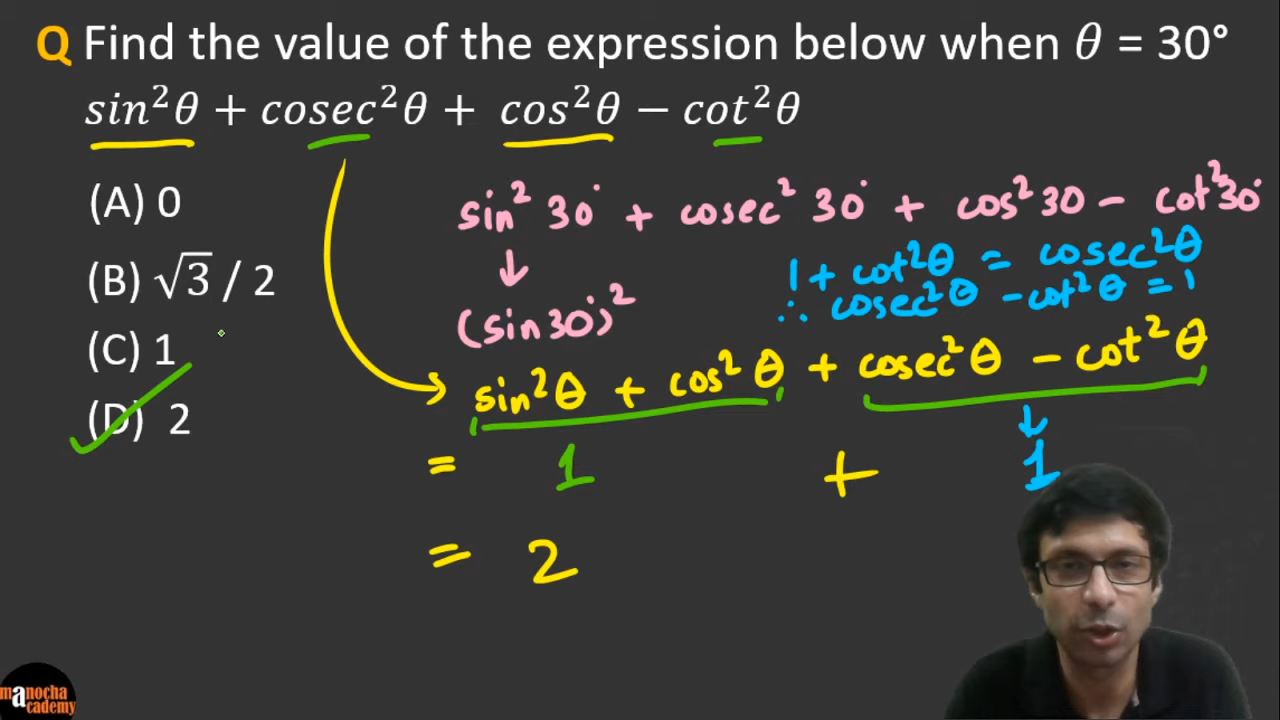 Q Find the value of the expression below when θ = 30°
sin²θ + cosec²θ + cos²θ − cot²θ
(A) 0
(B) √3 / 2
(C) 1
(D) 2
sin² 30° + cosec² 30° + cos² 30 − cot² 30°
↓
(sin 30)²
1 + cot²θ = cosec²θ
∴ cosec²θ − cot²θ = 1
sin²θ + cos²θ + cosec²θ − cot²θ
= 1 + 1
= 2
manocha
academy